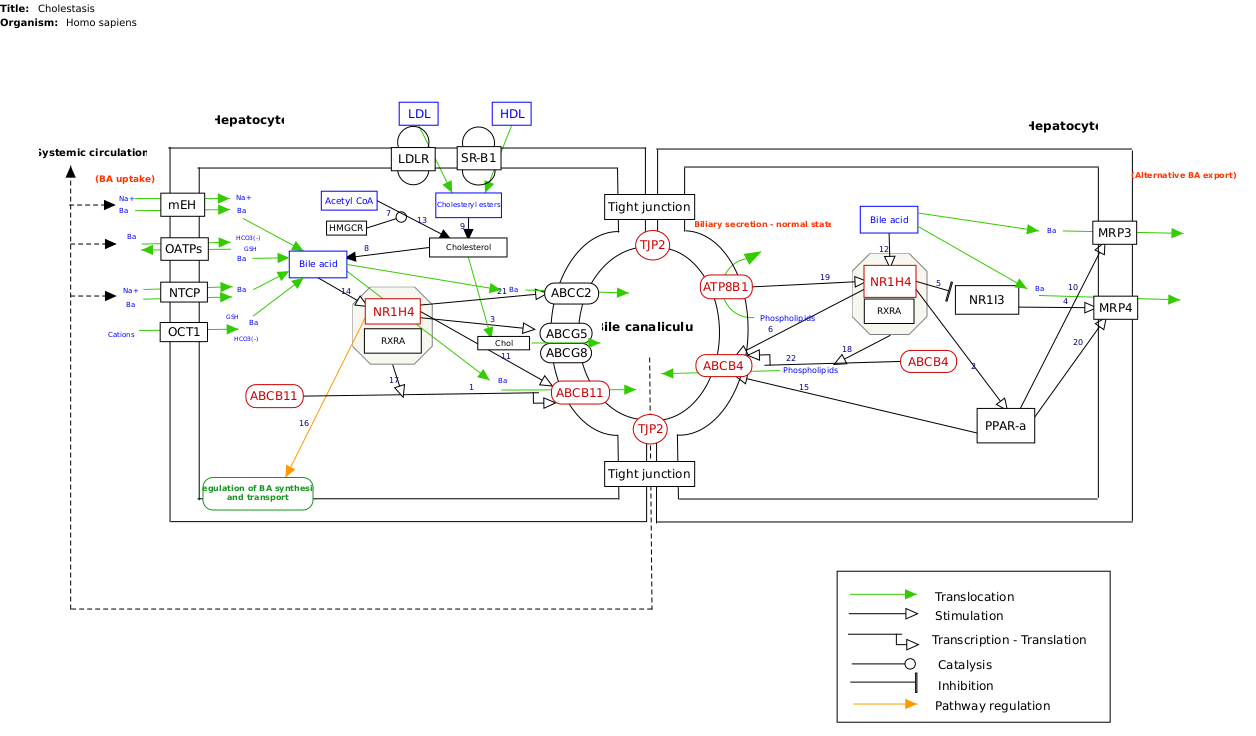 Title: Cholestasis
Organism: Homo sapiens
LDL
HDL
Hepatocyte
Hepatocyte
Systemic circulation
LDLR
SR-B1
(BA uptake)
(Alternative BA export)
mEH
Na+
Ba
Na+
Ba
Acetyl CoA
7
13
HMGCR
Cholesteryl esters
9
Cholesterol
8
Tight junction
TJP2
Biliary secretion - normal state
Bile acid
12
Ba
MRP3
OATPs
Ba
HCO3(-)
GSH
Ba
Bile acid
14
NTCP
Na+
Ba
Ba
OCT1
Cations
GSH
Ba
HCO3(-)
NR1H4
RXRA
21
Ba
ABCC2
3
Chol
11
ABCG5
ABCG8
Bile canaliculu
ATP8B1
19
Phospholipids
6
NR1H4
RXRA
5
NR1I3
Ba
10
4
MRP4
20
18
22
Phospholipids
ABCB4
ABCB4
15
2
PPAR-a
17
1
Ba
ABCB11
ABCB11
16
TJP2
Tight junction
egulation of BA synthesi
and transport
Translocation
Stimulation
Transcription - Translation
Catalysis
Inhibition
Pathway regulation